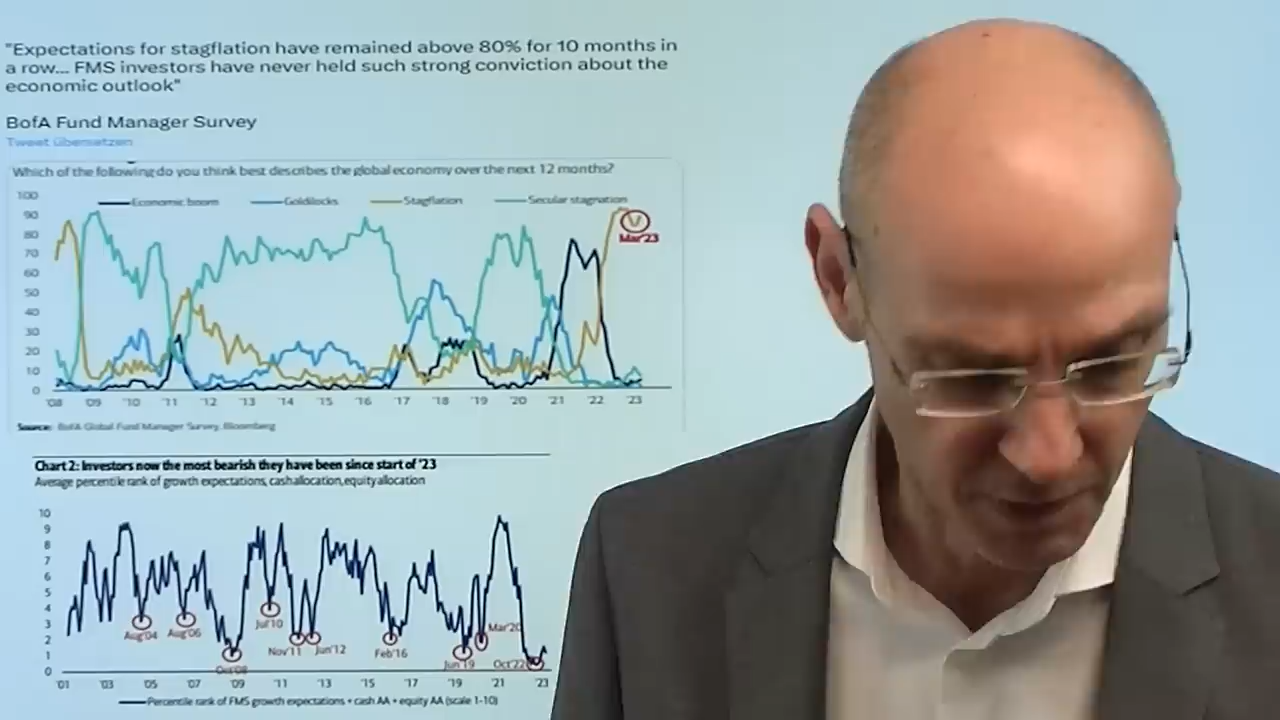 "Expectations for stagflation have remained above 80% for 10 months in
a row... FMS investors have never held such strong conviction about the
economic outlook"
BofA Fund Manager Survey
Tweet übersetzen
Which of the following do you think best describes the global economy over the next 12 months?
100
Economic boom
Goldilocks
Stagflation
Secular stagnation
90
80
70
60
50
40
30
20
10
0
Mar'23
'08 '09 '10 '11 '12 '13 '14 '15 '16 '17 '18 '19 '20 '21 '22 '23
Source: BofA Global Fund Manager Survey, Bloomberg
Chart 2: Investors now the most bearish they have been since start of '23
Average percentile rank of growth expectations, cash allocation, equity allocation
10
9
8
7
6
5
4
3
2
1
0
Aug'04
Aug'06
Oct'08
Jul'10
Nov'11
Jun'12
Feb'16
Jun'19
Mar'20
Oct'22
'01 '03 '05 '07 '09 '11 '13 '15 '17 '19 '21 '23
Percentile rank of FMS growth expectations + cash AA + equity AA (scale 1-10)